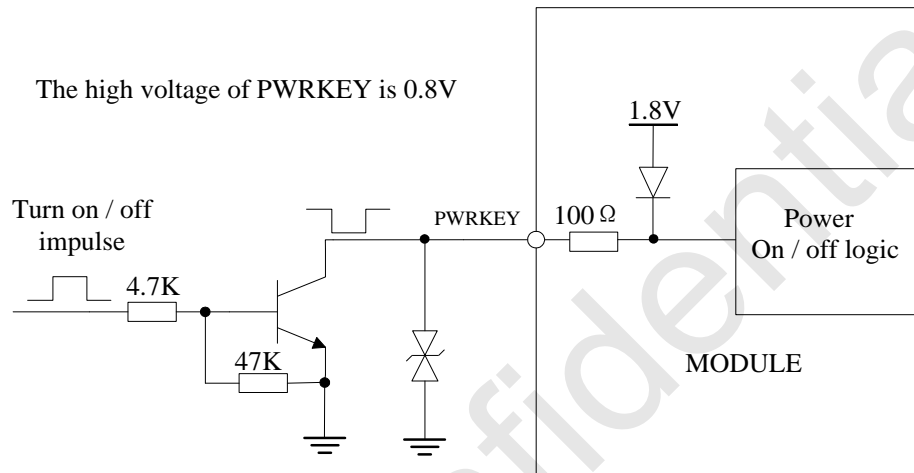 The high voltage of PWRKEY is 0.8V
1.8V
Turn on / off
impulse
PWRKEY
100 Ω
Power
On / off logic
4.7K
47K
MODULE
nfidentia